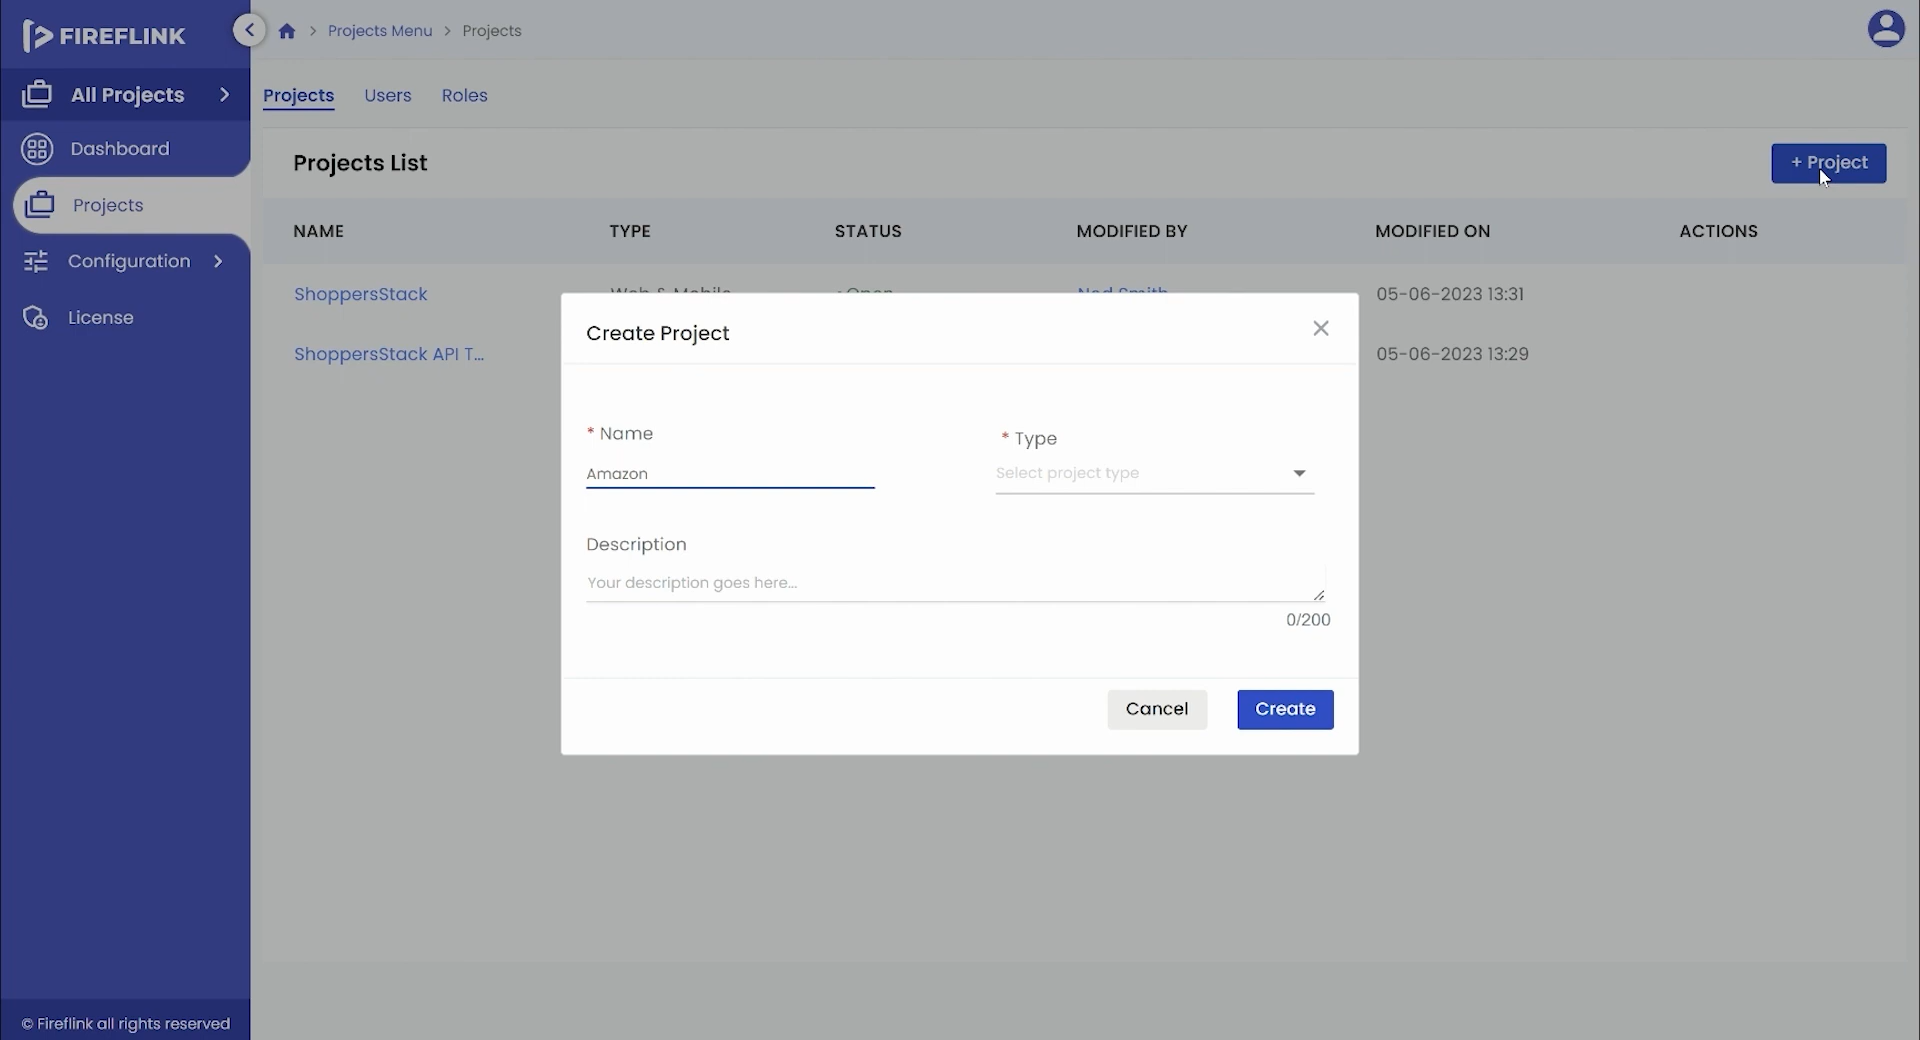 FIREFLINK
Projects Menu
Projects
All Projects
Dashboard
Projects
Configuration
License
© Fireflink all rights reserved
Projects
Users
Roles
Projects List
+ Project
NAME
TYPE
STATUS
MODIFIED BY
MODIFIED ON
ACTIONS
ShoppersStack
Web & Mobile
Open
Ned Smith
05-06-2023 13:31
ShoppersStack API T...
05-06-2023 13:29
Create Project
* Name
Amazon
* Type
Select project type
Description
Your description goes here...
0/200
Cancel
Create